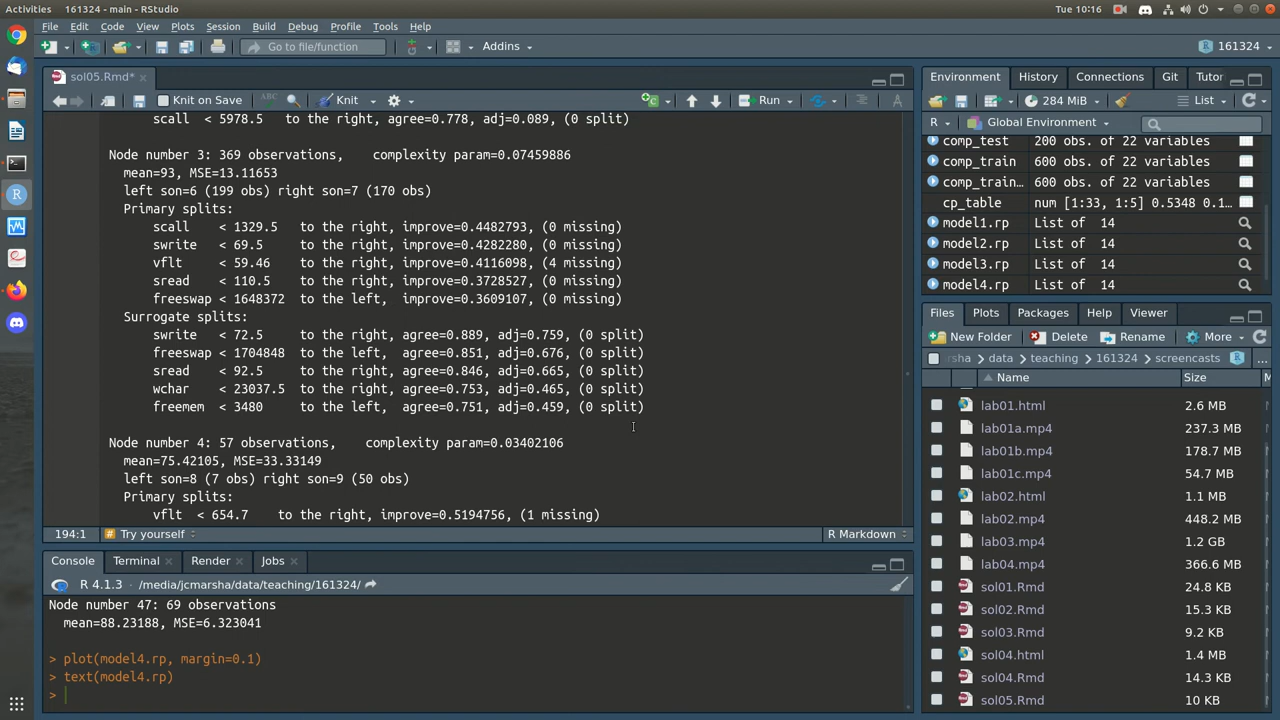 Activities
161324 - main - RStudio
Tue 10:16
File Edit Code View Plots Session Build Debug Profile Tools Help
Go to file/function
Addins
161324
sol05.Rmd*
Knit on Save
ABC
Knit
Run
scall < 5978.5 to the right, agree=0.778, adj=0.089, (0 split)
Node number 3: 369 observations, complexity param=0.07459886
mean=93, MSE=13.11653
left son=6 (199 obs) right son=7 (170 obs)
Primary splits:
scall < 1329.5 to the right, improve=0.4482793, (0 missing)
swrite < 69.5 to the right, improve=0.4282280, (0 missing)
vflt < 59.46 to the right, improve=0.4116098, (4 missing)
sread < 110.5 to the right, improve=0.3728527, (0 missing)
freeswap < 1648372 to the left, improve=0.3609107, (0 missing)
Surrogate splits:
swrite < 72.5 to the right, agree=0.889, adj=0.759, (0 split)
freeswap < 1704848 to the left, agree=0.851, adj=0.676, (0 split)
sread < 92.5 to the right, agree=0.846, adj=0.665, (0 split)
wchar < 23037.5 to the right, agree=0.753, adj=0.465, (0 split)
freemem < 3480 to the left, agree=0.751, adj=0.459, (0 split)
Node number 4: 57 observations, complexity param=0.03402106
mean=75.42105, MSE=33.33149
left son=8 (7 obs) right son=9 (50 obs)
Primary splits:
vflt < 654.7 to the right, improve=0.5194756, (1 missing)
194:1
# Try yourself
R Markdown
Console Terminal Render Jobs
R 4.1.3 · /media/jcmarsha/data/teaching/161324/
Node number 47: 69 observations
mean=88.23188, MSE=6.323041
> plot(model4.rp, margin=0.1)
> text(model4.rp)
>
Environment History Connections Git Tutor
284 MiB
List
R
Global Environment
comp_test 200 obs. of 22 variables
comp_train 600 obs. of 22 variables
comp_train… 600 obs. of 22 variables
cp_table num [1:33, 1:5] 0.5348 0.1…
model1.rp List of 14
model2.rp List of 14
model3.rp List of 14
model4.rp List of 14
Files Plots Packages Help Viewer
New Folder
Delete
Rename
More
rsha data teaching 161324 screencasts
...
Name
Size
M
lab01.html 2.6 MB
lab01a.mp4 237.3 MB
lab01b.mp4 178.7 MB
lab01c.mp4 54.7 MB
lab02.html 1.1 MB
lab02.mp4 448.2 MB
lab03.mp4 1.2 GB
lab04.mp4 366.6 MB
sol01.Rmd 24.8 KB
sol02.Rmd 15.3 KB
sol03.Rmd 9.2 KB
sol04.html 1.4 MB
sol04.Rmd 14.3 KB
sol05.Rmd 10 KB